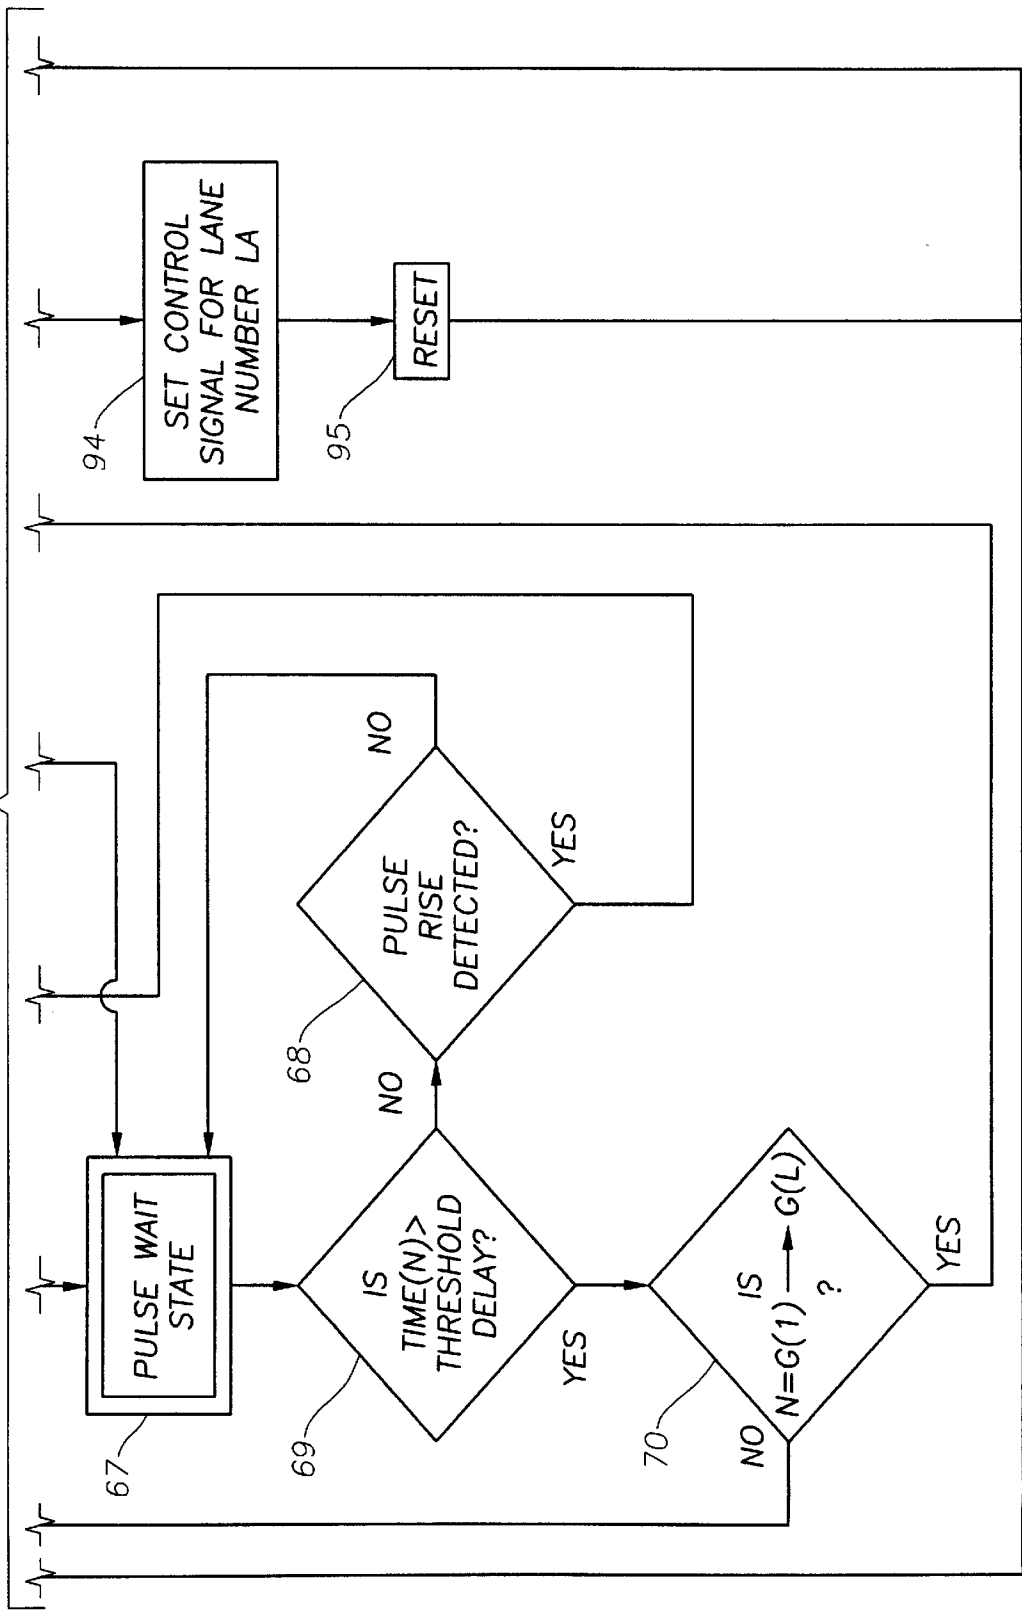 67
PULSE WAIT
STATE
69
IS
TIME(N)>
THRESHOLD
DELAY?
NO
YES
68
PULSE
RISE
DETECTED?
NO
YES
70
IS
N=G(1) → G(L)
?
NO
YES
94
SET CONTROL
SIGNAL FOR LANE
NUMBER LA
95
RESET